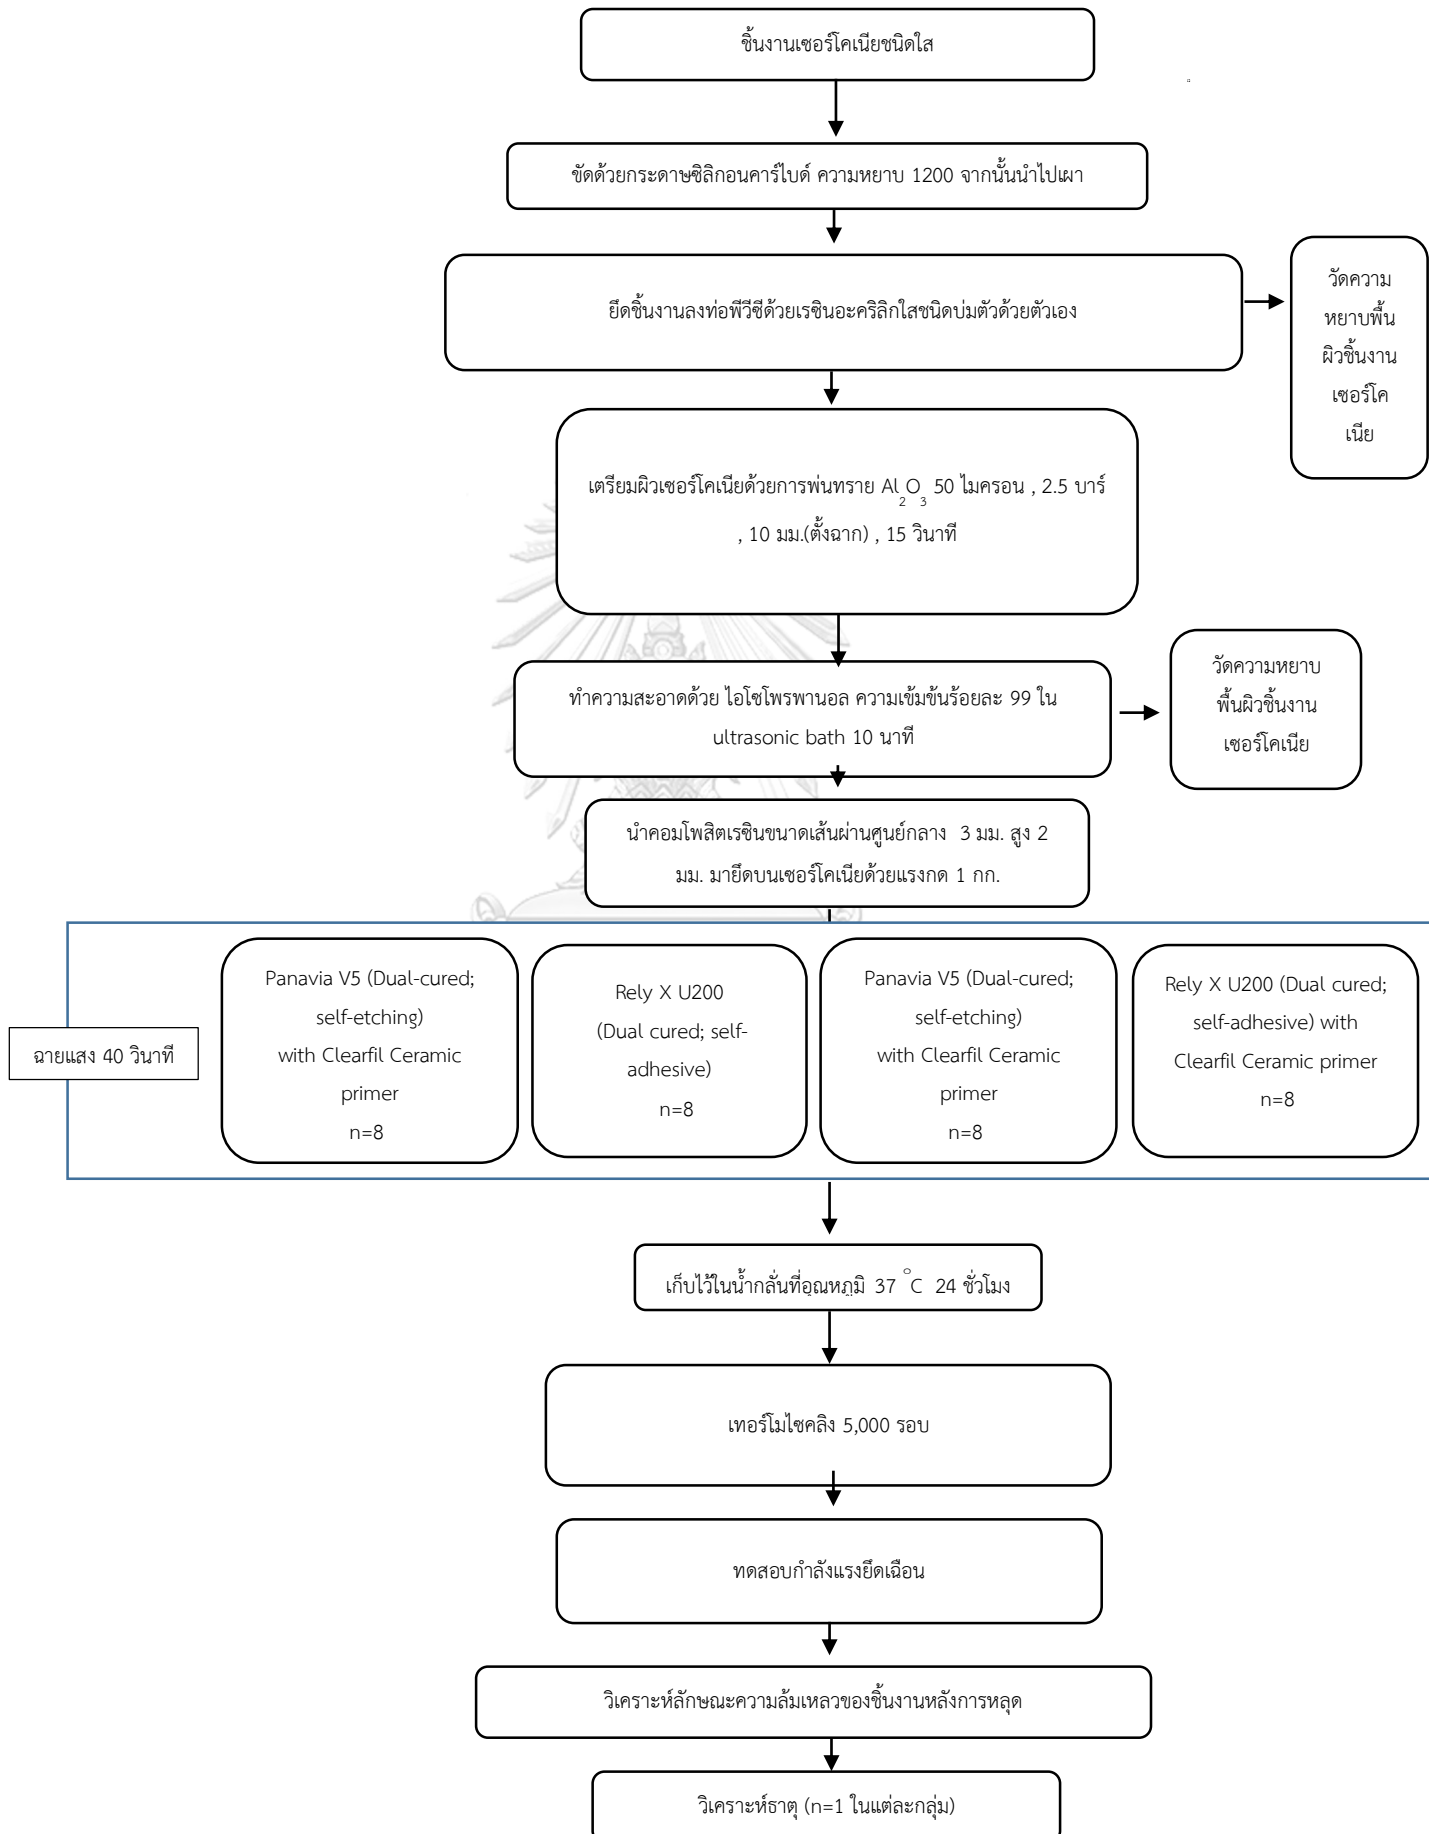 ชิ้นงานเซอร์โคเนียชนิดใส
ขัดด้วยกระดาษซิลิกอนคาร์ไบด์ ความหยาบ 1200 จากนั้นนำไปเผา
ยึดชิ้นงานลงท่อพีวีซีด้วยเรซินอะคริลิกใสชนิดบ่มตัวด้วยตัวเอง
วัดความ
หยาบพื้น
ผิวชิ้นงาน
เซอร์โค
เนีย
เตรียมผิวเซอร์โคเนียด้วยการพ่นทราย Al2O3 50 ไมครอน , 2.5 บาร์
, 10 มม.(ตั้งฉาก) , 15 วินาที
ทำความสะอาดด้วย ไอโซโพรพานอล ความเข้มข้นร้อยละ 99 ใน
ultrasonic bath 10 นาที
วัดความหยาบ
พื้นผิวชิ้นงาน
เซอร์โคเนีย
นำคอมโพสิตเรซินขนาดเส้นผ่านศูนย์กลาง 3 มม. สูง 2
มม. มายึดบนเซอร์โคเนียด้วยแรงกด 1 กก.
ฉายแสง 40 วินาที
Panavia V5 (Dual-cured;
self-etching)
with Clearfil Ceramic
primer
n=8
Rely X U200
(Dual cured; self-
adhesive)
n=8
Panavia V5 (Dual-cured;
self-etching)
with Clearfil Ceramic
primer
n=8
Rely X U200 (Dual cured;
self-adhesive) with
Clearfil Ceramic primer
n=8
เก็บไว้ในน้ำกลั่นที่อุณหภูมิ 37 °C 24 ชั่วโมง
เทอร์โมไซคลิง 5,000 รอบ
ทดสอบกำลังแรงยึดเฉือน
วิเคราะห์ลักษณะความล้มเหลวของชิ้นงานหลังการหลุด
วิเคราะห์ธาตุ (n=1 ในแต่ละกลุ่ม)